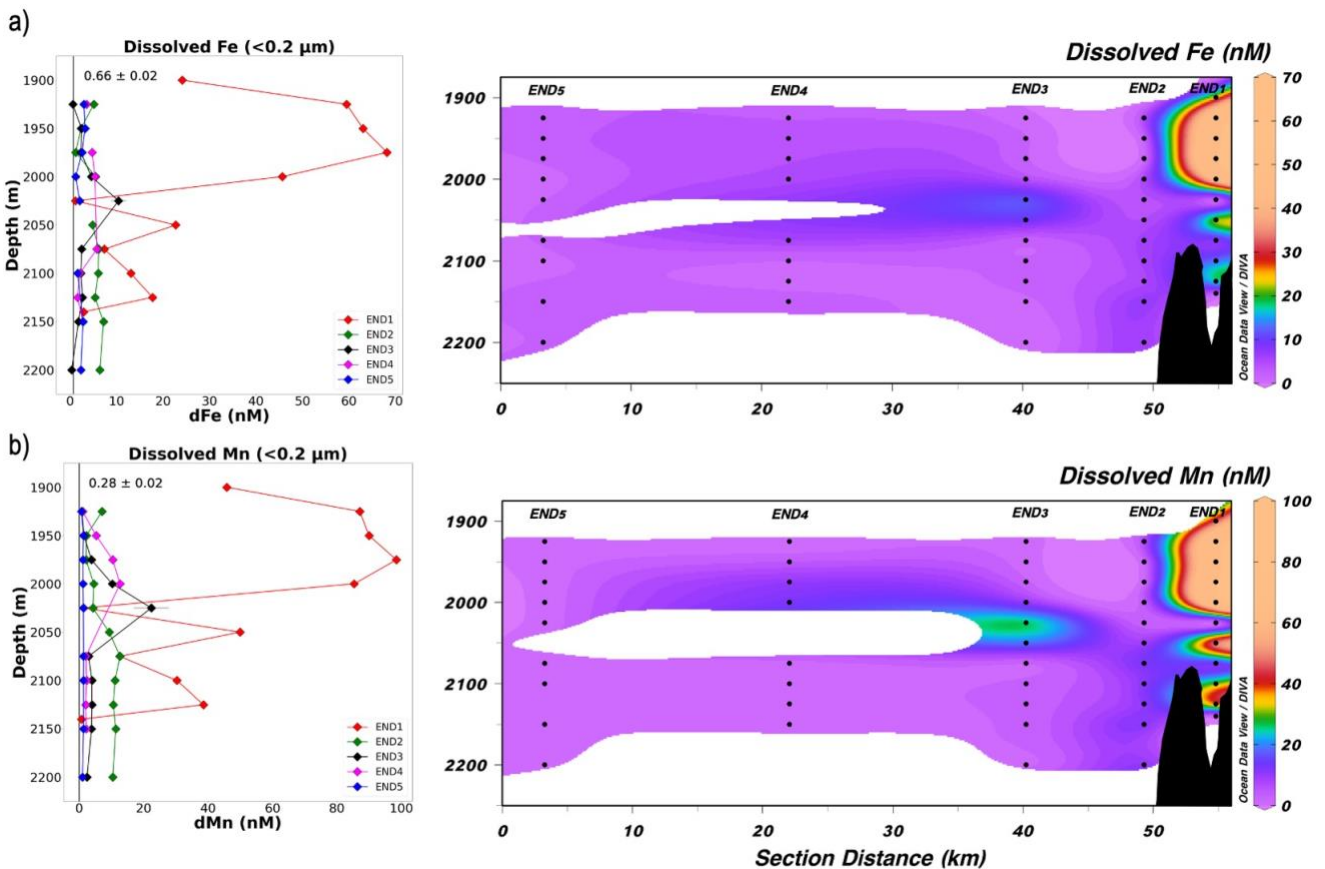 a)
Dissolved Fe (<0.2 µm)
0.66 ± 0.02
1900
1950
2000
2050
2100
2150
2200
Depth (m)
END1
END2
END3
END4
END5
0 10 20 30 40 50 60 70
dFe (nM)
Dissolved Fe (nM)
END5 END4 END3 END2 END1
1900
2000
2100
2200
0 10 20 30 40 50
70
60
50
40
30
20
10
0
Ocean Data View / DIVA
b)
Dissolved Mn (<0.2 µm)
0.28 ± 0.02
1900
1950
2000
2050
2100
2150
2200
Depth (m)
END1
END2
END3
END4
END5
0 20 40 60 80 100
dMn (nM)
Dissolved Mn (nM)
END5 END4 END3 END2 END1
1900
2000
2100
2200
0 10 20 30 40 50
Section Distance (km)
100
80
60
40
20
0
Ocean Data View / DIVA